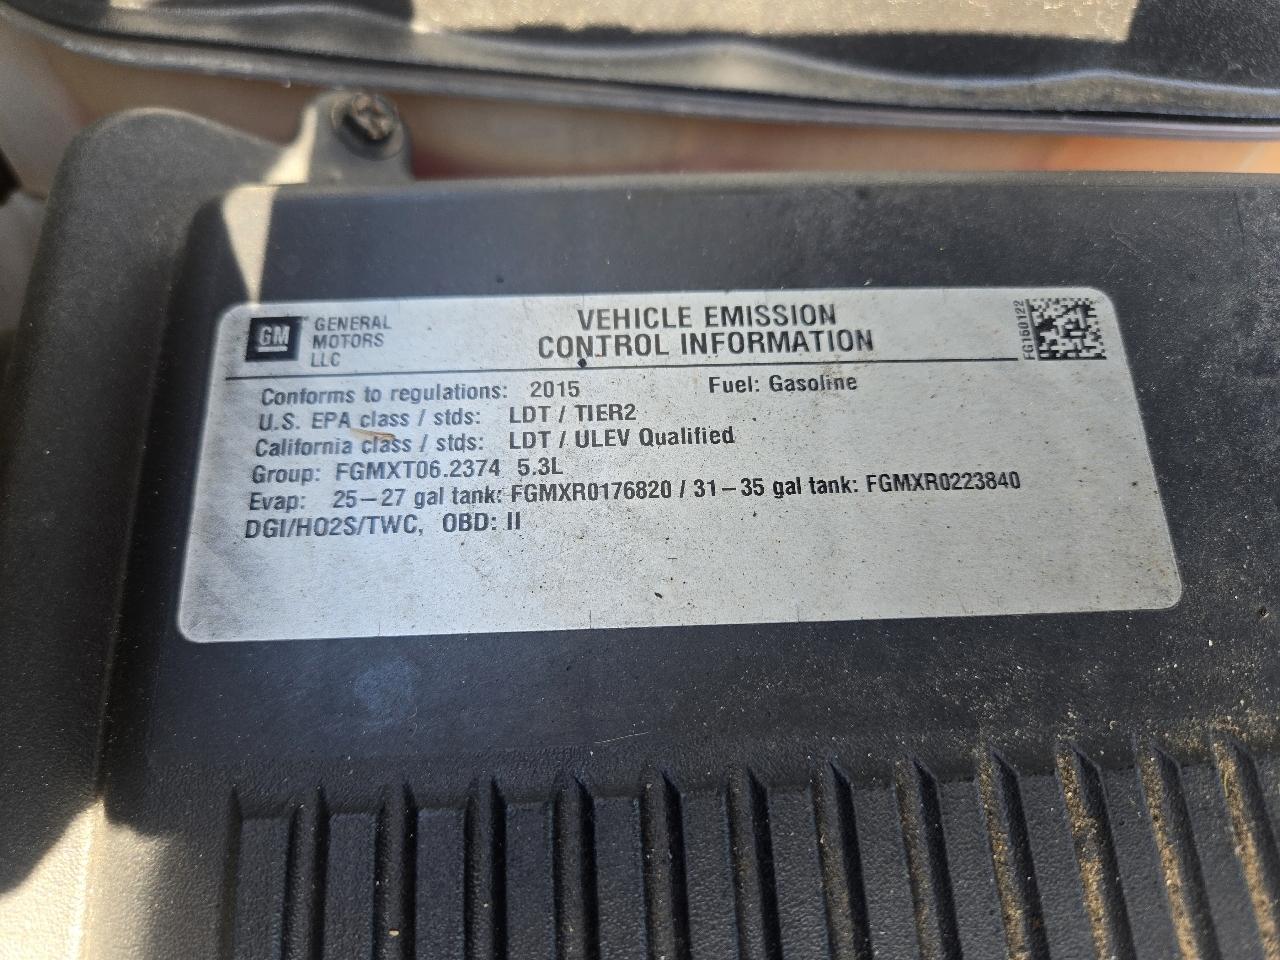 GM GENERAL
MOTORS
LLC
VEHICLE EMISSION
CONTROL INFORMATION
FG150122
Conforms to regulations: 2015 Fuel: Gasoline
U.S. EPA class / stds: LDT / TIER2
California class / stds: LDT / ULEV Qualified
Group: FGMXT06.2374 5.3L
Evap: 25–27 gal tank: FGMXR0176820 / 31–35 gal tank: FGMXR0223840
DGI/HO2S/TWC, OBD: II